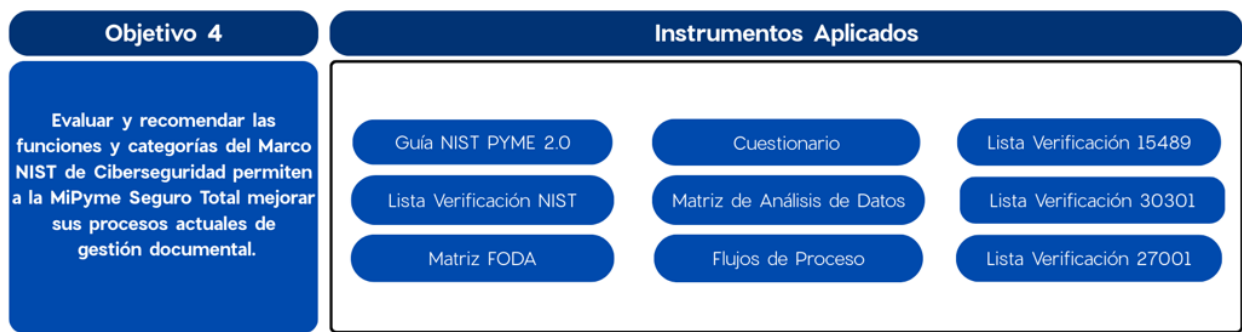 Objetivo 4
Instrumentos Aplicados
Evaluar y recomendar las
funciones y categorías del Marco
NIST de Ciberseguridad permiten
a la MiPyme Seguro Total mejorar
sus procesos actuales de
gestión documental.
Guía NIST PYME 2.0
Cuestionario
Lista Verificación 15489
Lista Verificación NIST
Matriz de Análisis de Datos
Lista Verificación 30301
Matriz FODA
Flujos de Proceso
Lista Verificación 27001